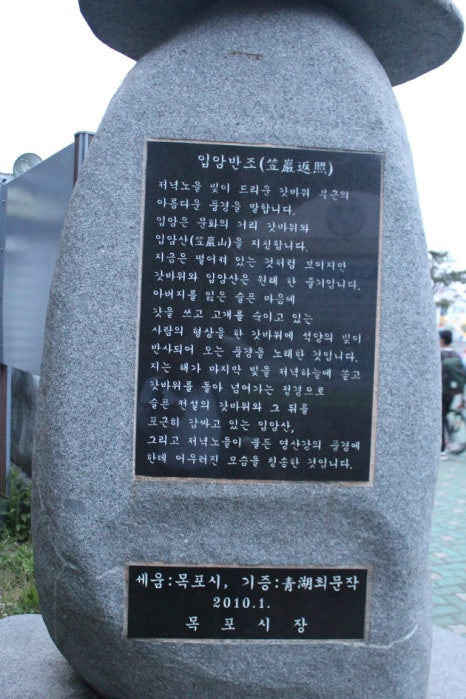 입암반조(笠巖返照)
저녁노을 빛이 드리운 갓바위 부근의
아름다운 풍경을 말합니다.
입암은 문화의 거리 갓바위와
입암산(笠巖山)을 지칭합니다.
지금은 떨어져 있는 것처럼 보이지만
갓바위와 입암산은 원래 한 줄기입니다.
아버지를 잃은 슬픈 마음에
갓을 쓰고 고개를 숙이고 있는
사람의 형상을 한 갓바위에 석양의 빛이
반사되어 오는 풍경을 노래한 것입니다.
지는 해가 마지막 빛을 저녁하늘에 쏟고
갓바위를 돌아 넘어가는 정경으로
슬픈 전설의 갓바위와 그 뒤를
포근히 감싸고 있는 입암산,
그리고 저녁노을이 물든 영산강의 풍경에
한데 어우러진 모습을 칭송한 것입니다.
세움:목포시, 기증:靑湖최문작
2010.1.
목 포 시 장